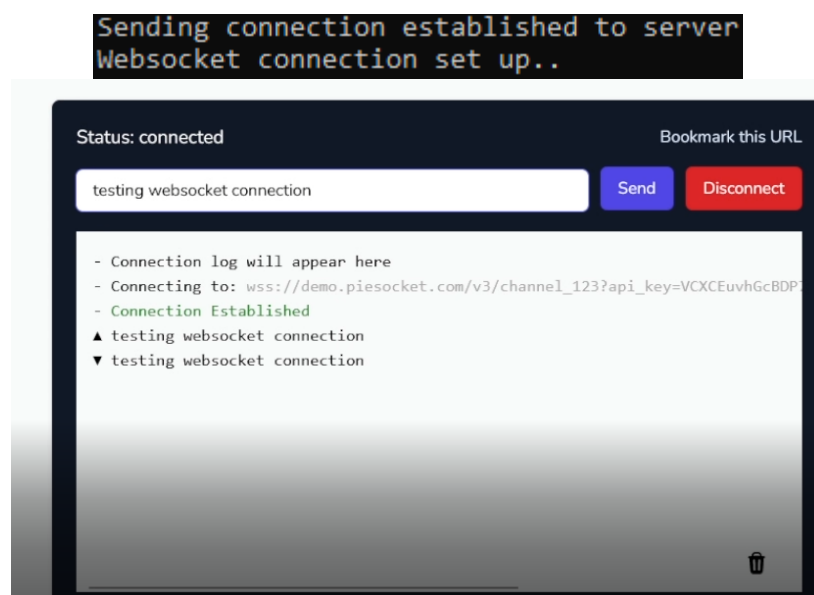 Sending connection established to server
Websocket connection set up..
Status: connected
Bookmark this URL
testing websocket connection
Send
Disconnect
- Connection log will appear here
- Connecting to: wss://demo.piesocket.com/v3/channel_123?api_key=VCXCEuvhGcBDP7
- Connection Established
▲ testing websocket connection
▼ testing websocket connection